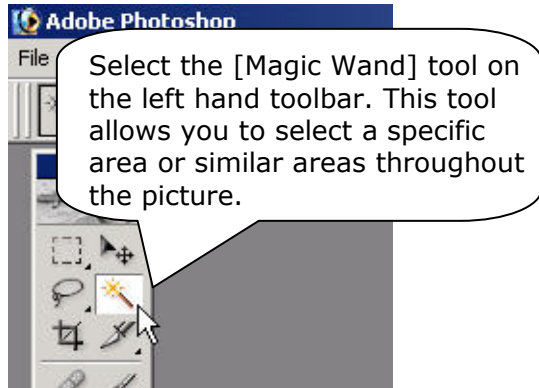 Adobe Photoshop
File
Select the [Magic Wand] tool on
the left hand toolbar. This tool
allows you to select a specific
area or similar areas throughout
the picture.